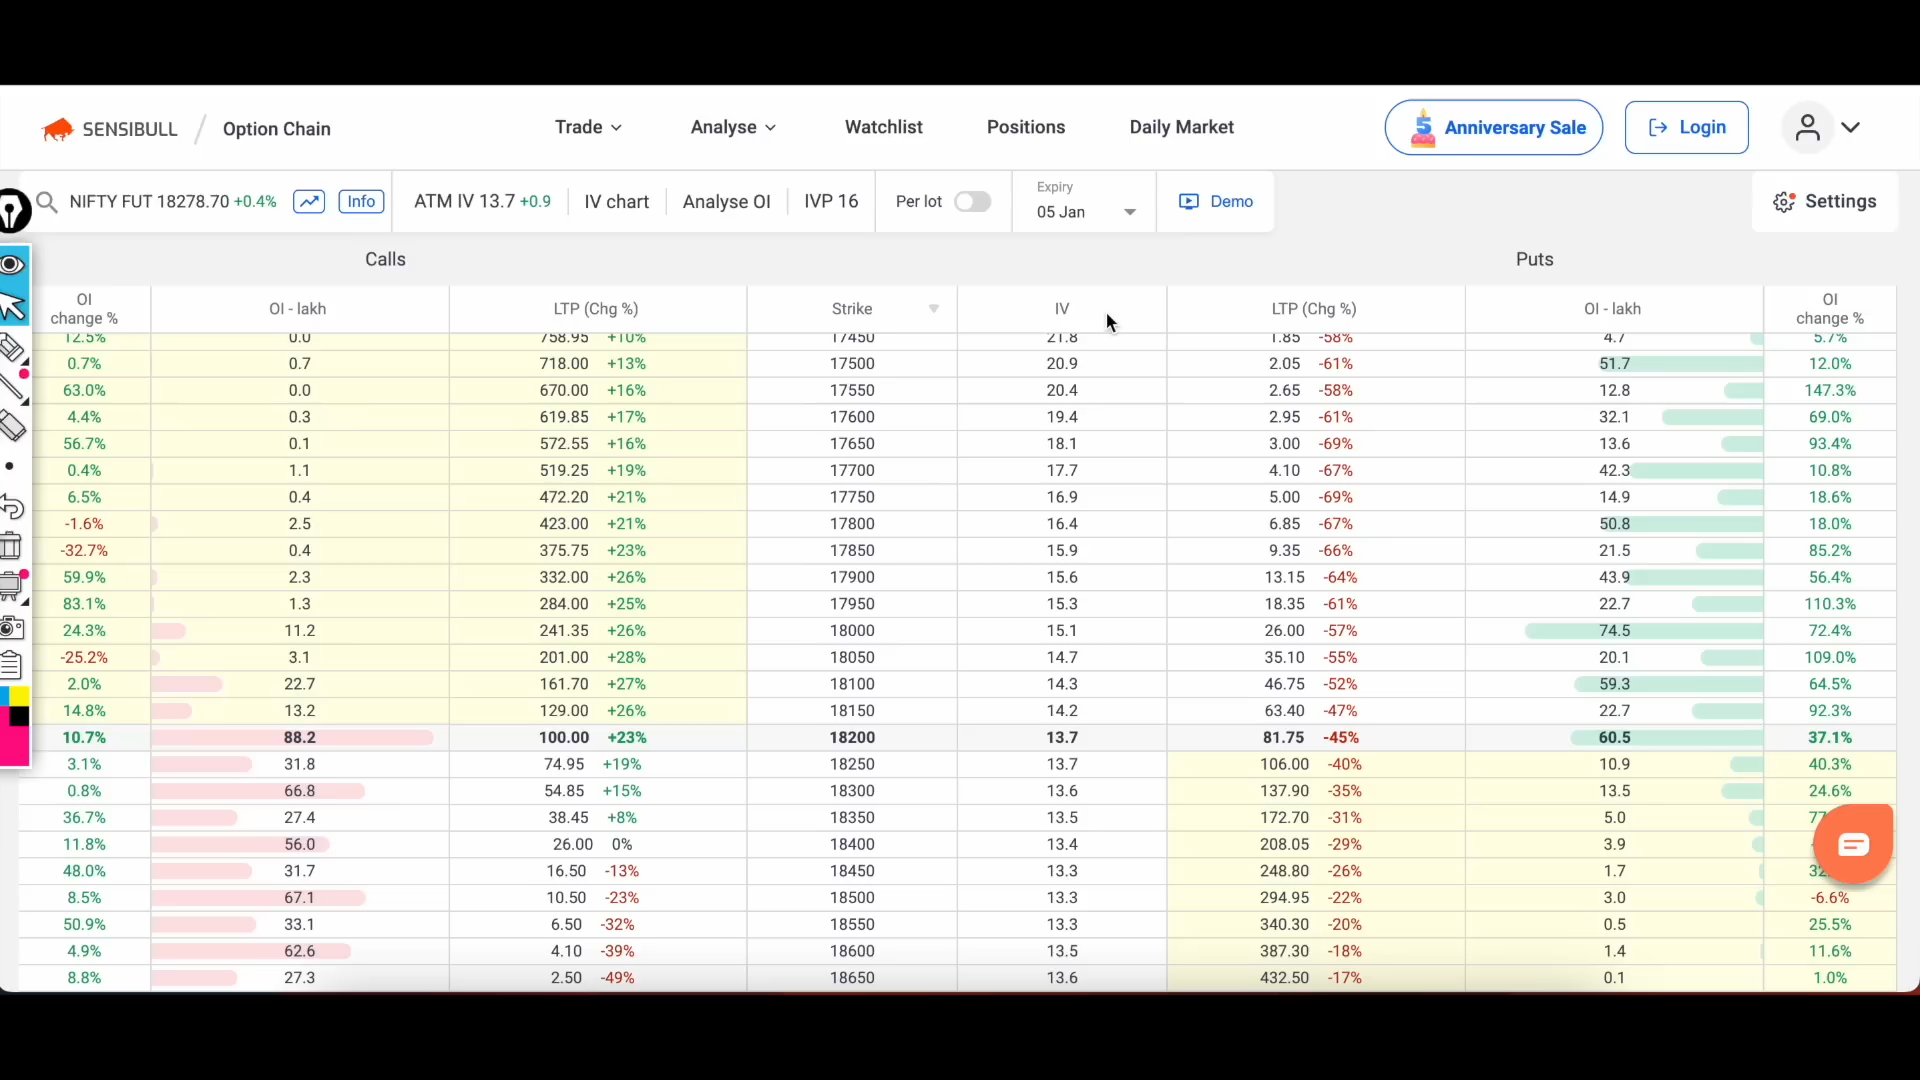 SENSIBULL / Option Chain Trade Analyse Watchlist Positions Daily Market 5 Anniversary Sale Login
NIFTY FUT 18278.70 +0.4% Info ATM IV 13.7 +0.9 IV chart Analyse OI IVP 16 Per lot Expiry 05 Jan Demo Settings
Calls Puts
OI change % OI - lakh LTP (Chg %) Strike IV LTP (Chg %) OI - lakh OI change %
12.5% 0.0 758.95 +10% 17450 21.8 1.85 -58% 4.7 5.7%
0.7% 0.7 718.00 +13% 17500 20.9 2.05 -61% 51.7 12.0%
63.0% 0.0 670.00 +16% 17550 20.4 2.65 -58% 12.8 147.3%
4.4% 0.3 619.85 +17% 17600 19.4 2.95 -61% 32.1 69.0%
56.7% 0.1 572.55 +16% 17650 18.1 3.00 -69% 13.6 93.4%
0.4% 1.1 519.25 +19% 17700 17.7 4.10 -67% 42.3 10.8%
6.5% 0.4 472.20 +21% 17750 16.9 5.00 -69% 14.9 18.6%
-1.6% 2.5 423.00 +21% 17800 16.4 6.85 -67% 50.8 18.0%
-32.7% 0.4 375.75 +23% 17850 15.9 9.35 -66% 21.5 85.2%
59.9% 2.3 332.00 +26% 17900 15.6 13.15 -64% 43.9 56.4%
83.1% 1.3 284.00 +25% 17950 15.3 18.35 -61% 22.7 110.3%
24.3% 11.2 241.35 +26% 18000 15.1 26.00 -57% 74.5 72.4%
-25.2% 3.1 201.00 +28% 18050 14.7 35.10 -55% 20.1 109.0%
2.0% 22.7 161.70 +27% 18100 14.3 46.75 -52% 59.3 64.5%
14.8% 13.2 129.00 +26% 18150 14.2 63.40 -47% 22.7 92.3%
10.7% 88.2 100.00 +23% 18200 13.7 81.75 -45% 60.5 37.1%
3.1% 31.8 74.95 +19% 18250 13.7 106.00 -40% 10.9 40.3%
0.8% 66.8 54.85 +15% 18300 13.6 137.90 -35% 13.5 24.6%
36.7% 27.4 38.45 +8% 18350 13.5 172.70 -31% 5.0
11.8% 56.0 26.00 0% 18400 13.4 208.05 -29% 3.9
48.0% 31.7 16.50 -13% 18450 13.3 248.80 -26% 1.7
8.5% 67.1 10.50 -23% 18500 13.3 294.95 -22% 3.0 -6.6%
50.9% 33.1 6.50 -32% 18550 13.3 340.30 -20% 0.5 25.5%
4.9% 62.6 4.10 -39% 18600 13.5 387.30 -18% 1.4 11.6%
8.8% 27.3 2.50 -49% 18650 13.6 432.50 -17% 0.1 1.0%